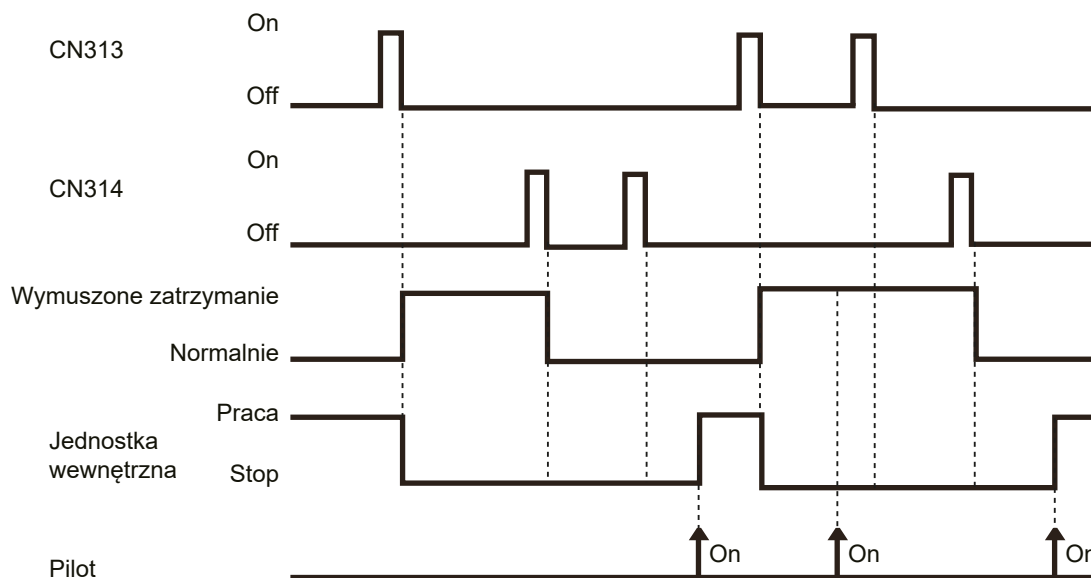 On
CN313
Off
On
CN314
Off
Wymuszone zatrzymanie
Normalnie
Praca
Jednostka
wewnętrzna
Stop
On
On
On
Pilot